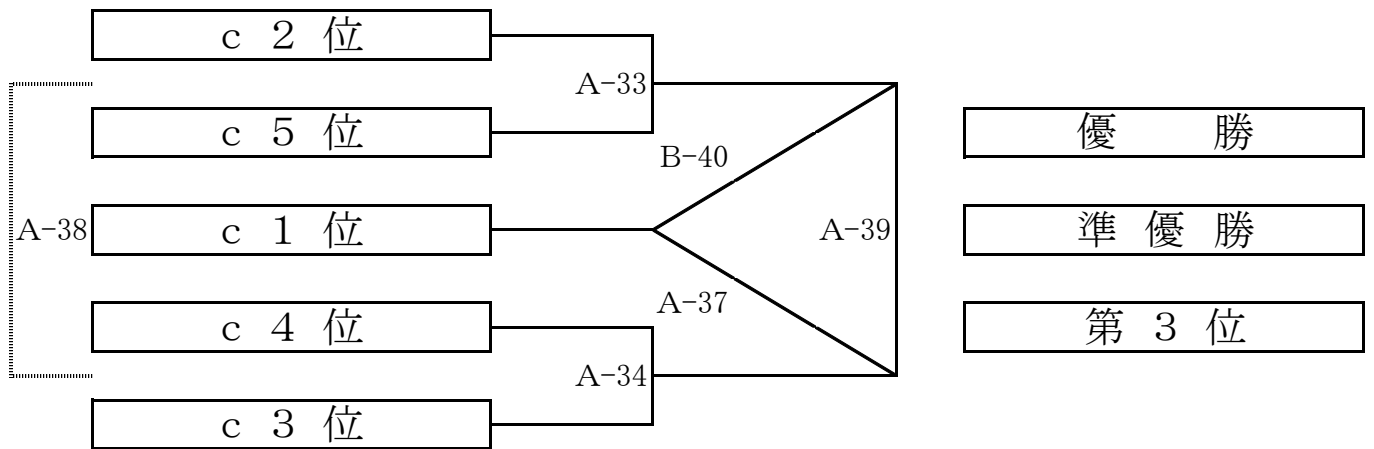 c 2 位
A-33
c 5 位
B-40
優 勝
A-38
c 1 位
A-39
準 優 勝
A-37
c 4 位
第 3 位
A-34
c 3 位